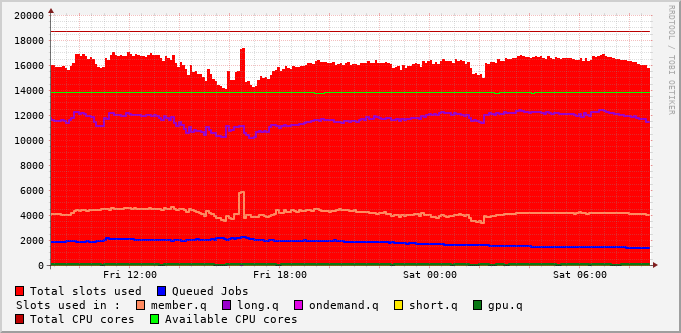 20000
18000
16000
14000
12000
10000
8000
6000
4000
2000
0
Fri 12:00 Fri 18:00 Sat 00:00 Sat 06:00
Total slots used Queued Jobs
Slots used in : member.q long.q ondemand.q short.q gpu.q
Total CPU cores Available CPU cores
RRDTOOL / TOBI OETIKER